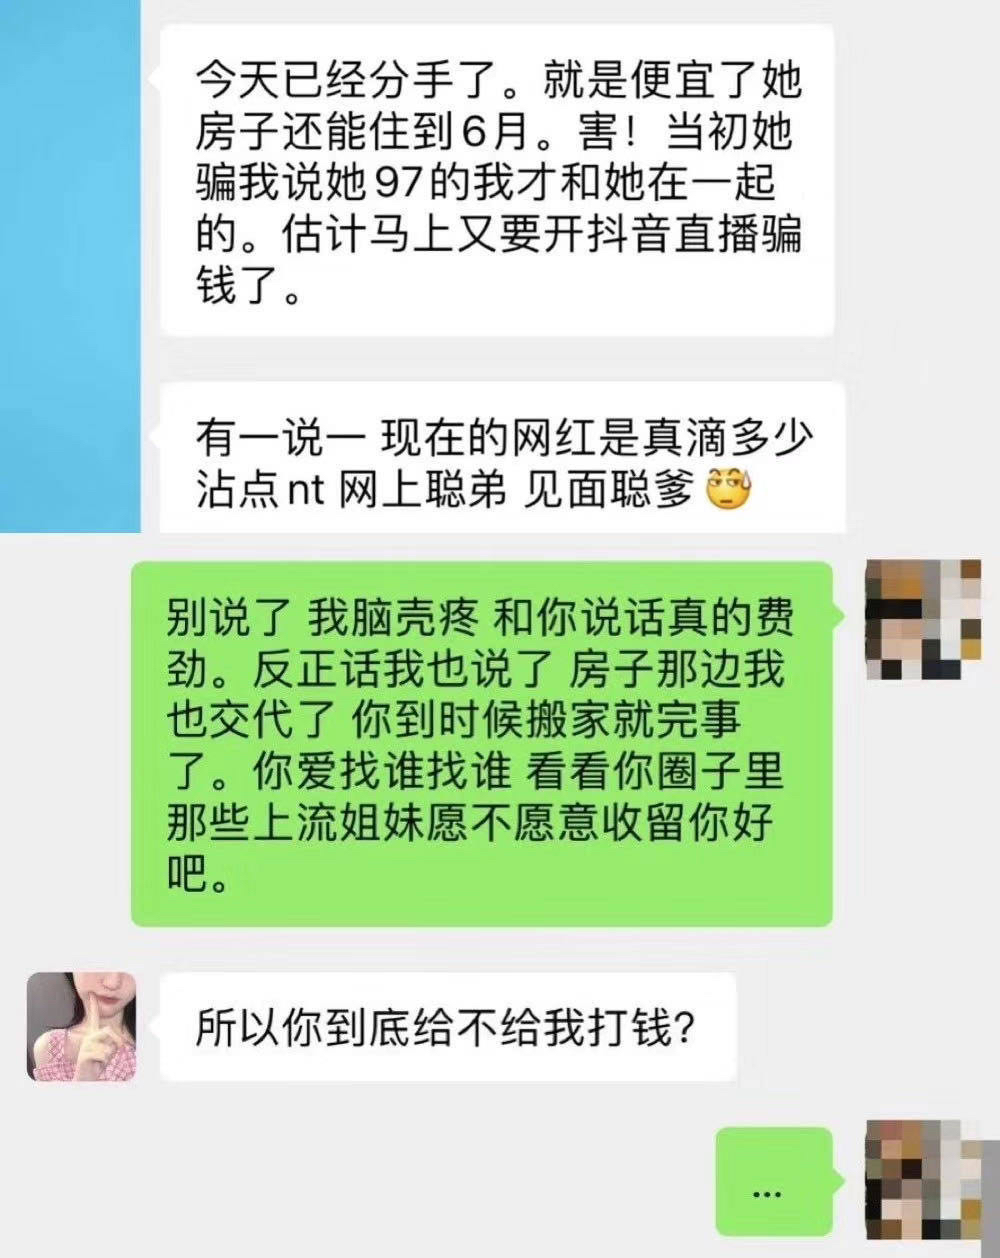 今天已经分手了。就是便宜了她
房子还能住到6月。害！当初她
骗我说她97的我才和她在一起
的。估计马上又要开抖音直播骗
钱了。
有一说一 现在的网红是真滴多少
沾点nt 网上聪弟 见面聪爹
别说了 我脑壳疼 和你说话真的费
劲。反正话我也说了 房子那边我
也交代了 你到时候搬家就完事
了。你爱找谁找谁 看看你圈子里
那些上流姐妹愿不愿意收留你好
吧。
所以你到底给不给我打钱？
...